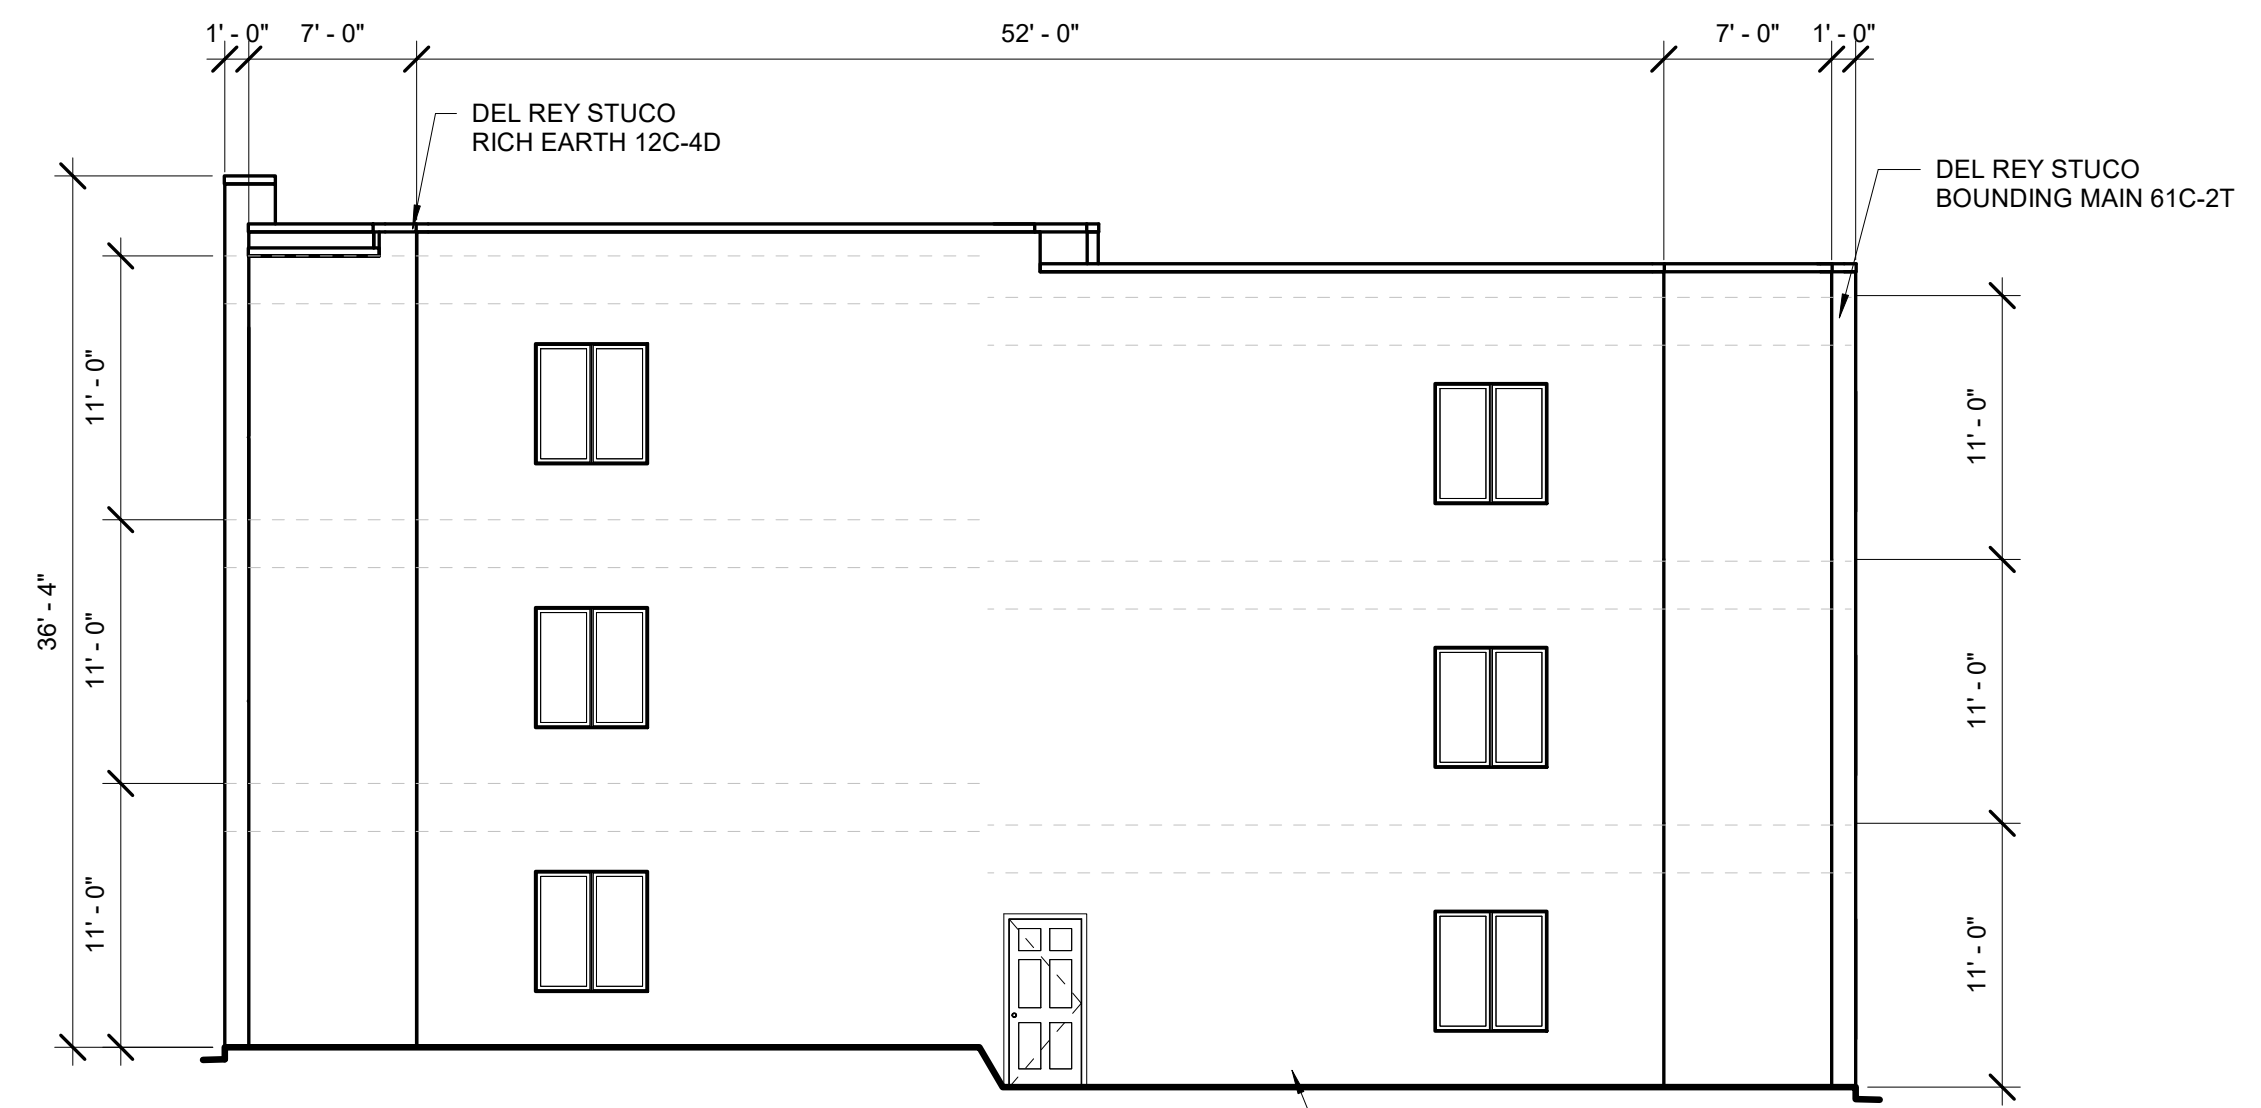 1' - 0" 7' - 0" 52' - 0" 7' - 0" 1' - 0"
DEL REY STUCO
RICH EARTH 12C-4D
DEL REY STUCO
BOUNDING MAIN 61C-2T
36' - 4"
11' - 0"
11' - 0"
11' - 0"
11' - 0"
11' - 0"
11' - 0"